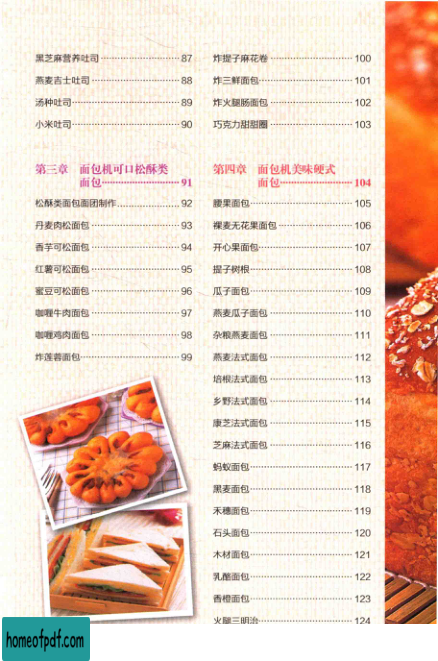 黑芝麻营养吐司 87
燕麦吉士吐司 88
汤种吐司 89
小米吐司 90
第三章 面包机可口松酥类
面包 91
松酥类面包面团制作 92
丹麦肉松面包 93
香芋可松面包 94
红薯可松面包 95
蜜豆可松面包 96
咖喱牛肉面包 97
咖喱鸡肉面包 98
炸莲蓉面包 99
炸提子麻花卷 100
炸三鲜面包 101
炸火腿肠面包 102
巧克力甜甜圈 103
第四章 面包机美味硬式
面包 104
腰果面包 105
裸麦无花果面包 106
开心果面包 107
提子树根 108
瓜子面包 109
燕麦瓜子面包 110
杂粮燕麦面包 111
燕麦法式面包 112
培根法式面包 113
乡野法式面包 114
康芝法式面包 115
芝麻法式面包 116
蚂蚁面包 117
黑麦面包 118
禾穗面包 119
石头面包 120
木材面包 121
乳酪面包 122
香橙面包 123
火腿三明治 124
homeofpdf.com